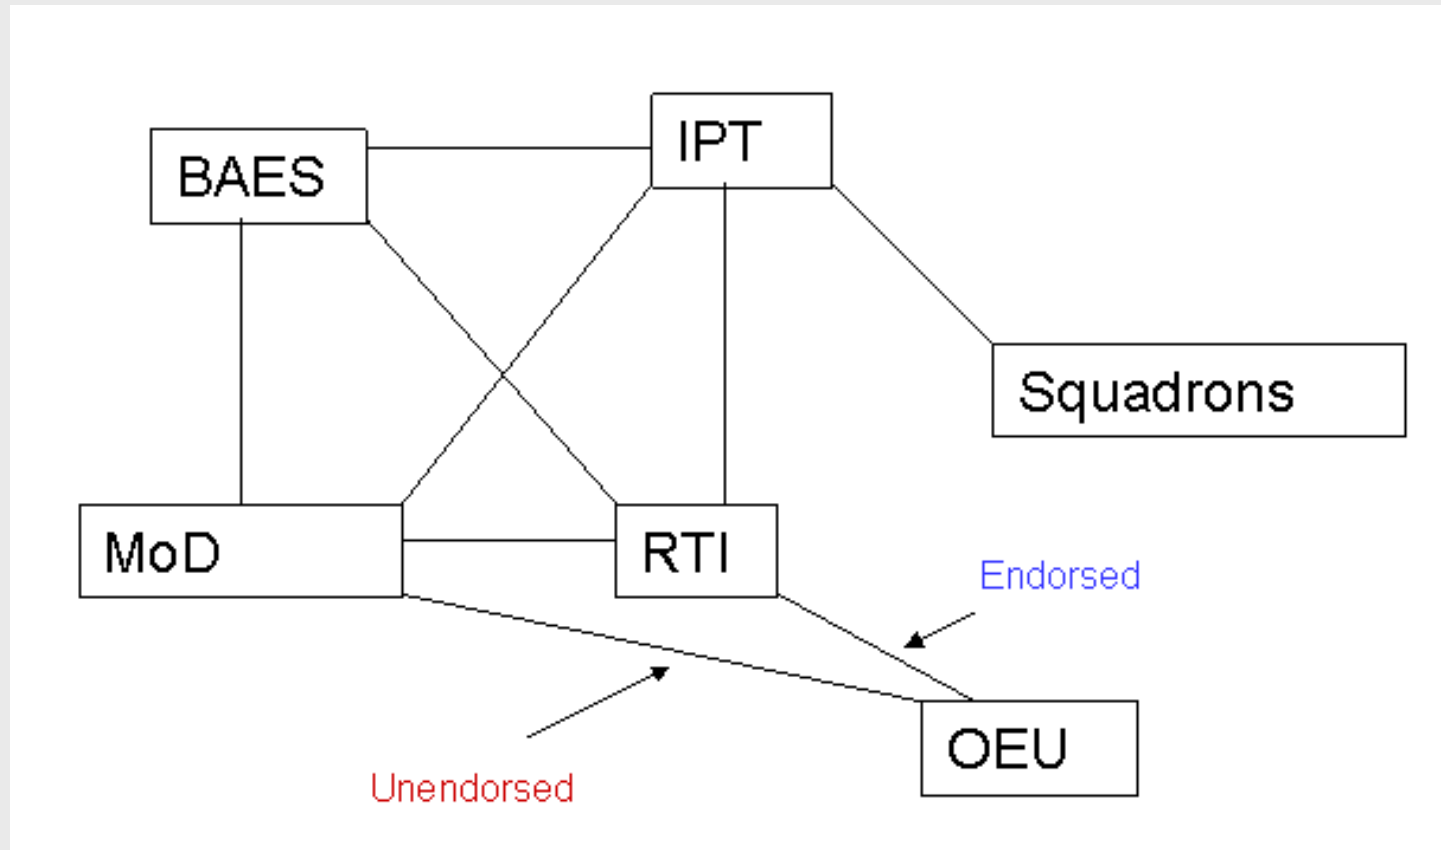 IPT
BAES
Squadrons
MoD
RTI
Endorsed
OEU
Unendorsed